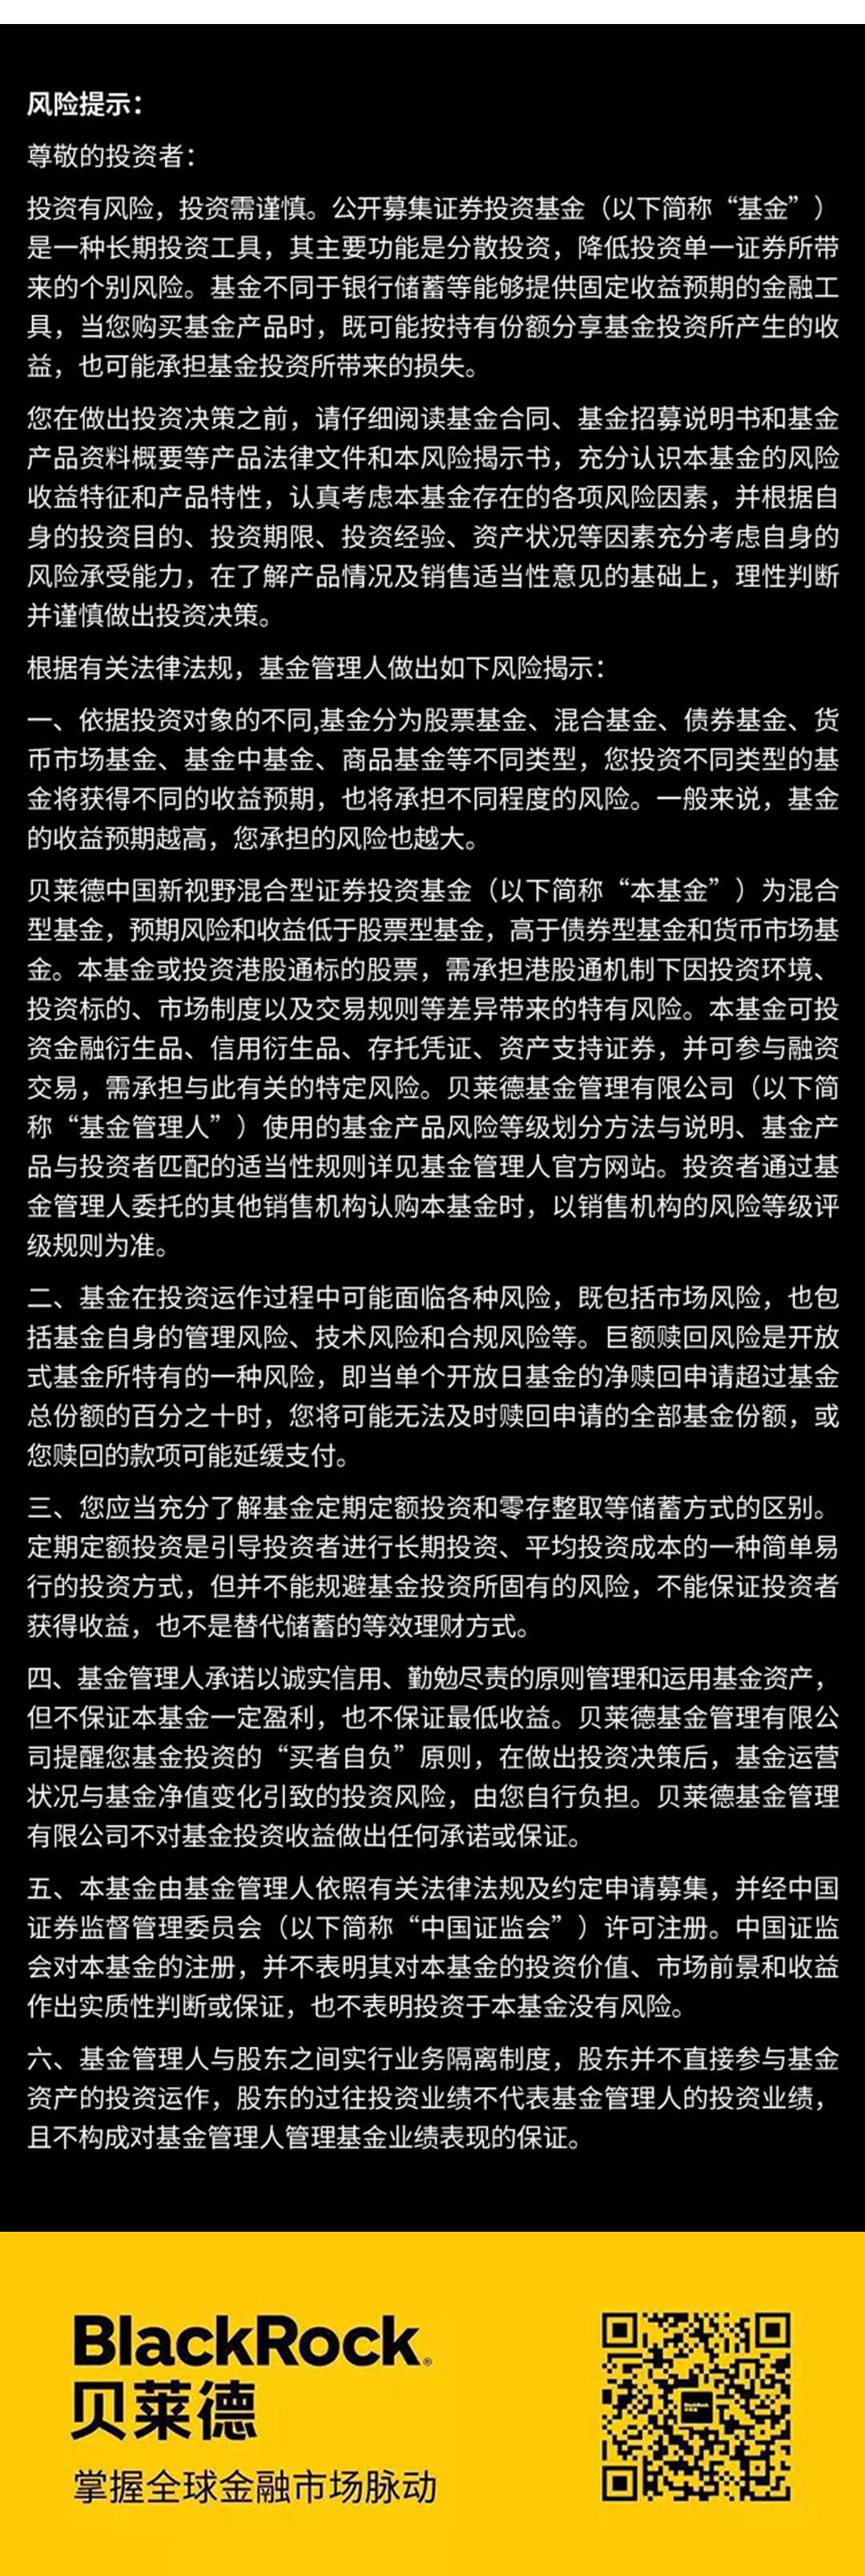 风险提示：
尊敬的投资者：
投资有风险，投资需谨慎。公开募集证券投资基金（以下简称“基金”）
是一种长期投资工具，其主要功能是分散投资，降低投资单一证券所带
来的个别风险。基金不同于银行储蓄等能够提供固定收益预期的金融工
具，当您购买基金产品时，既可能按持有份额分享基金投资所产生的收
益，也可能承担基金投资所带来的损失。
您在做出投资决策之前，请仔细阅读基金合同、基金招募说明书和基金
产品资料概要等产品法律文件和本风险揭示书，充分认识本基金的风险
收益特征和产品特性，认真考虑本基金存在的各项风险因素，并根据自
身的投资目的、投资期限、投资经验、资产状况等因素充分考虑自身的
风险承受能力，在了解产品情况及销售适当性意见的基础上，理性判断
并谨慎做出投资决策。
根据有关法律法规，基金管理人做出如下风险揭示：
一、依据投资对象的不同,基金分为股票基金、混合基金、债券基金、货
币市场基金、基金中基金、商品基金等不同类型，您投资不同类型的基
金将获得不同的收益预期，也将承担不同程度的风险。一般来说，基金
的收益预期越高，您承担的风险也越大。
贝莱德中国新视野混合型证券投资基金（以下简称“本基金”）为混合
型基金，预期风险和收益低于股票型基金，高于债券型基金和货币市场基
金。本基金或投资港股通标的股票，需承担港股通机制下因投资环境、
投资标的、市场制度以及交易规则等差异带来的特有风险。本基金可投
资金融衍生品、信用衍生品、存托凭证、资产支持证券，并可参与融资
交易，需承担与此有关的特定风险。贝莱德基金管理有限公司（以下简
称“基金管理人”）使用的基金产品风险等级划分方法与说明、基金产
品与投资者匹配的适当性规则详见基金管理人官方网站。投资者通过基
金管理人委托的其他销售机构认购本基金时，以销售机构的风险等级评
级规则为准。
二、基金在投资运作过程中可能面临各种风险，既包括市场风险，也包
括基金自身的管理风险、技术风险和合规风险等。巨额赎回风险是开放
式基金所特有的一种风险，即当单个开放日基金的净赎回申请超过基金
总份额的百分之十时，您将可能无法及时赎回申请的全部基金份额，或
您赎回的款项可能延缓支付。
三、您应当充分了解基金定期定额投资和零存整取等储蓄方式的区别。
定期定额投资是引导投资者进行长期投资、平均投资成本的一种简单易
行的投资方式，但并不能规避基金投资所固有的风险，不能保证投资者
获得收益，也不是替代储蓄的等效理财方式。
四、基金管理人承诺以诚实信用、勤勉尽责的原则管理和运用基金资产，
但不保证本基金一定盈利，也不保证最低收益。贝莱德基金管理有限公
司提醒您基金投资的“买者自负”原则，在做出投资决策后，基金运营
状况与基金净值变化引致的投资风险，由您自行负担。贝莱德基金管理
有限公司不对基金投资收益做出任何承诺或保证。
五、本基金由基金管理人依照有关法律法规及约定申请募集，并经中国
证券监督管理委员会（以下简称“中国证监会”）许可注册。中国证监
会对本基金的注册，并不表明其对本基金的投资价值、市场前景和收益
作出实质性判断或保证，也不表明投资于本基金没有风险。
六、基金管理人与股东之间实行业务隔离制度，股东并不直接参与基金
资产的投资运作，股东的过往投资业绩不代表基金管理人的投资业绩，
且不构成对基金管理人管理基金业绩表现的保证。
BlackRock®
贝莱德
掌握全球金融市场脉动
BlackRock
贝莱德